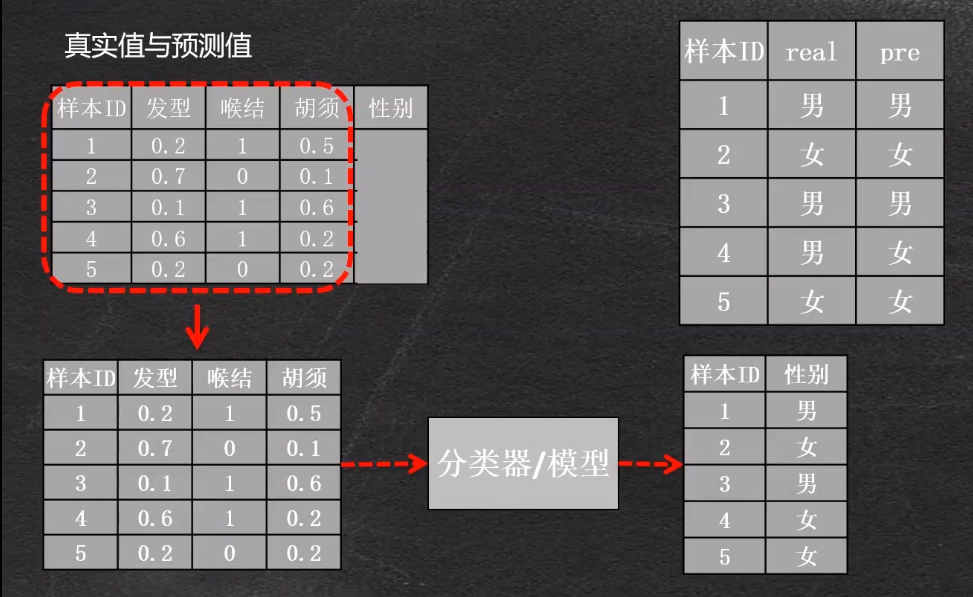 真实值与预测值
样本ID 发型 喉结 胡须 性别
1 0.2 1 0.5
2 0.7 0 0.1
3 0.1 1 0.6
4 0.6 1 0.2
5 0.2 0 0.2
样本ID real pre
1 男 男
2 女 女
3 男 男
4 男 女
5 女 女
样本ID 发型 喉结 胡须
1 0.2 1 0.5
2 0.7 0 0.1
3 0.1 1 0.6
4 0.6 1 0.2
5 0.2 0 0.2
分类器/模型
样本ID 性别
1 男
2 女
3 男
4 女
5 女